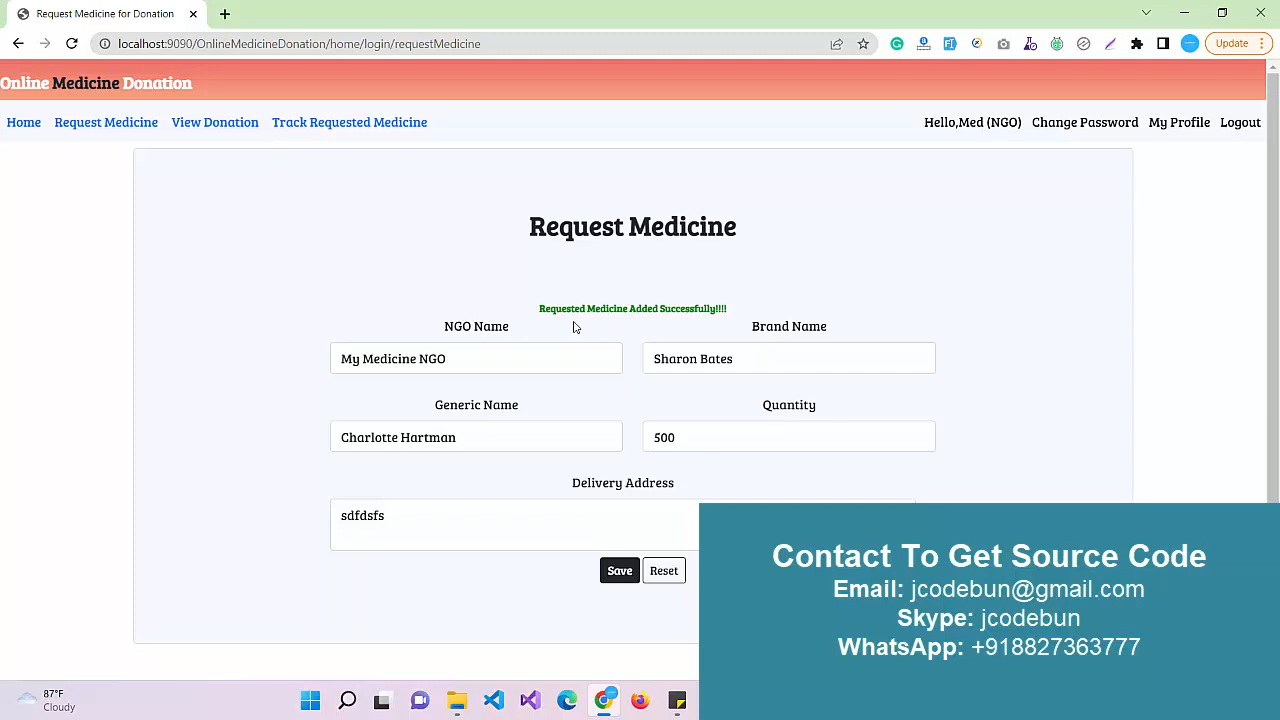 Request Medicine for Donation
localhost:9090/OnlineMedicineDonation/home/login/requestMedicine
Update
Online Medicine Donation
Home Request Medicine View Donation Track Requested Medicine Hello,Med (NGO) Change Password My Profile Logout
Request Medicine
Requested Medicine Added Successfully!!!!
NGO Name Brand Name
My Medicine NGO Sharon Bates
Generic Name Quantity
Charlotte Hartman 500
Delivery Address
sdfdsfs
Save Reset
Contact To Get Source Code
Email: jcodebun@gmail.com
Skype: jcodebun
WhatsApp: +918827363777
87°F
Cloudy